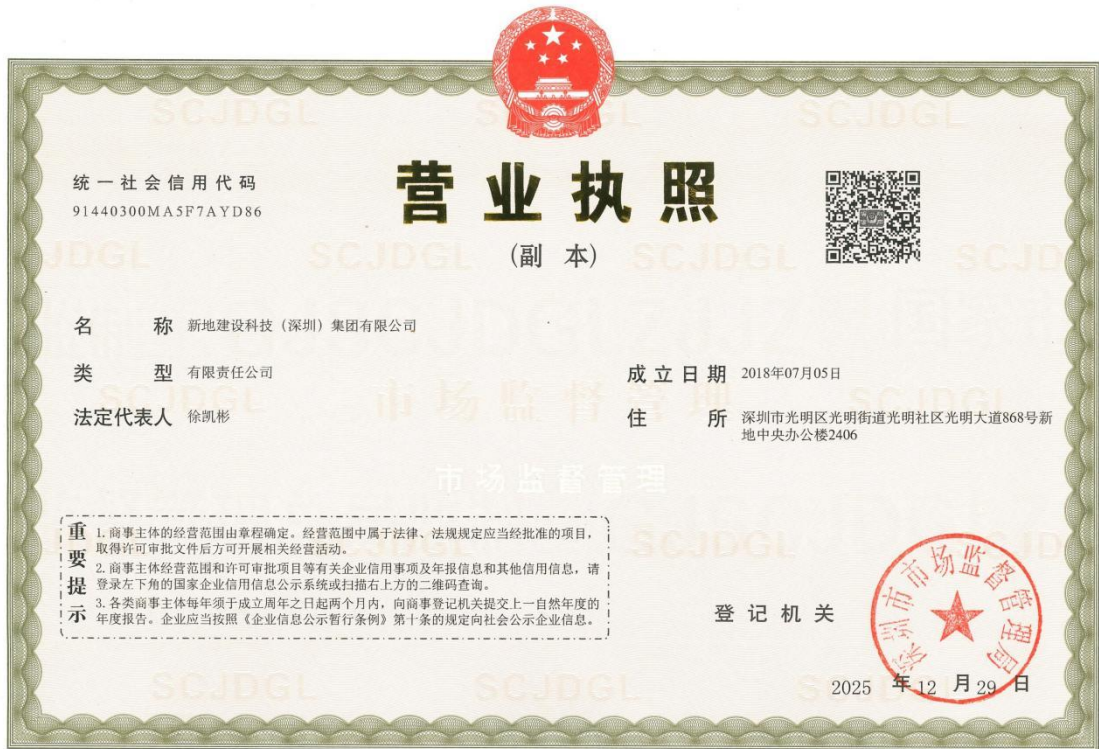 统一社会信用代码
91440300MA5F7AYD86
营业执照
(副 本)
名 称 新地建设科技（深圳）集团有限公司
类 型 有限责任公司
法定代表人 徐凯彬
成立日期 2018年07月05日
住 所 深圳市光明区光明街道光明社区光明大道868号新
地中央办公楼2406
市场监督管理
市场监督管理
重要提示
1. 商事主体的经营范围由章程确定。经营范围中属于法律、法规规定应当经批准的项目，
取得许可审批文件后方可开展相关经营活动。
2. 商事主体经营范围和许可审批项目等有关企业信用事项及年报信息和其他信用信息，请
登录左下角的国家企业信用信息公示系统或扫描右上方的二维码查询。
3. 各类商事主体每年须于成立周年之日起两个月内，向商事登记机关提交上一自然年度的
年度报告。企业应当按照《企业信息公示暂行条例》第十条的规定向社会公示企业信息。
登记机关
深圳市市场监督管理局
2025 年 12 月 29 日
SCJDGL
SCJDGL
SCJDGL
SCJDGL
SCJDGL
SCJDGL